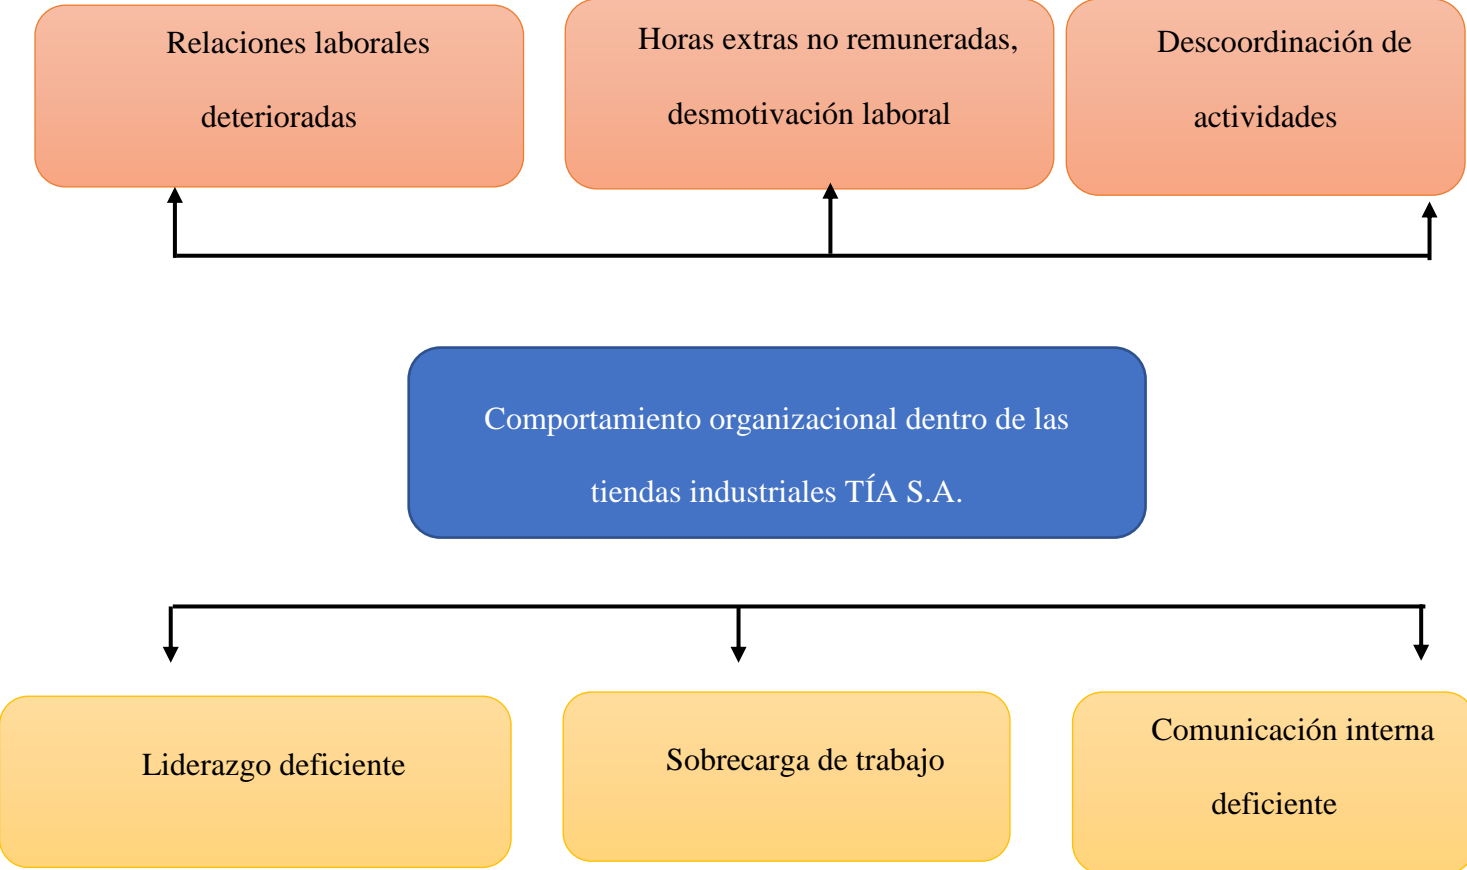 Relaciones laborales
deterioradas
Horas extras no remuneradas,
desmotivación laboral
Descoordinación de
actividades
Comportamiento organizacional dentro de las
tiendas industriales TÍA S.A.
Liderazgo deficiente
Sobrecarga de trabajo
Comunicación interna
deficiente